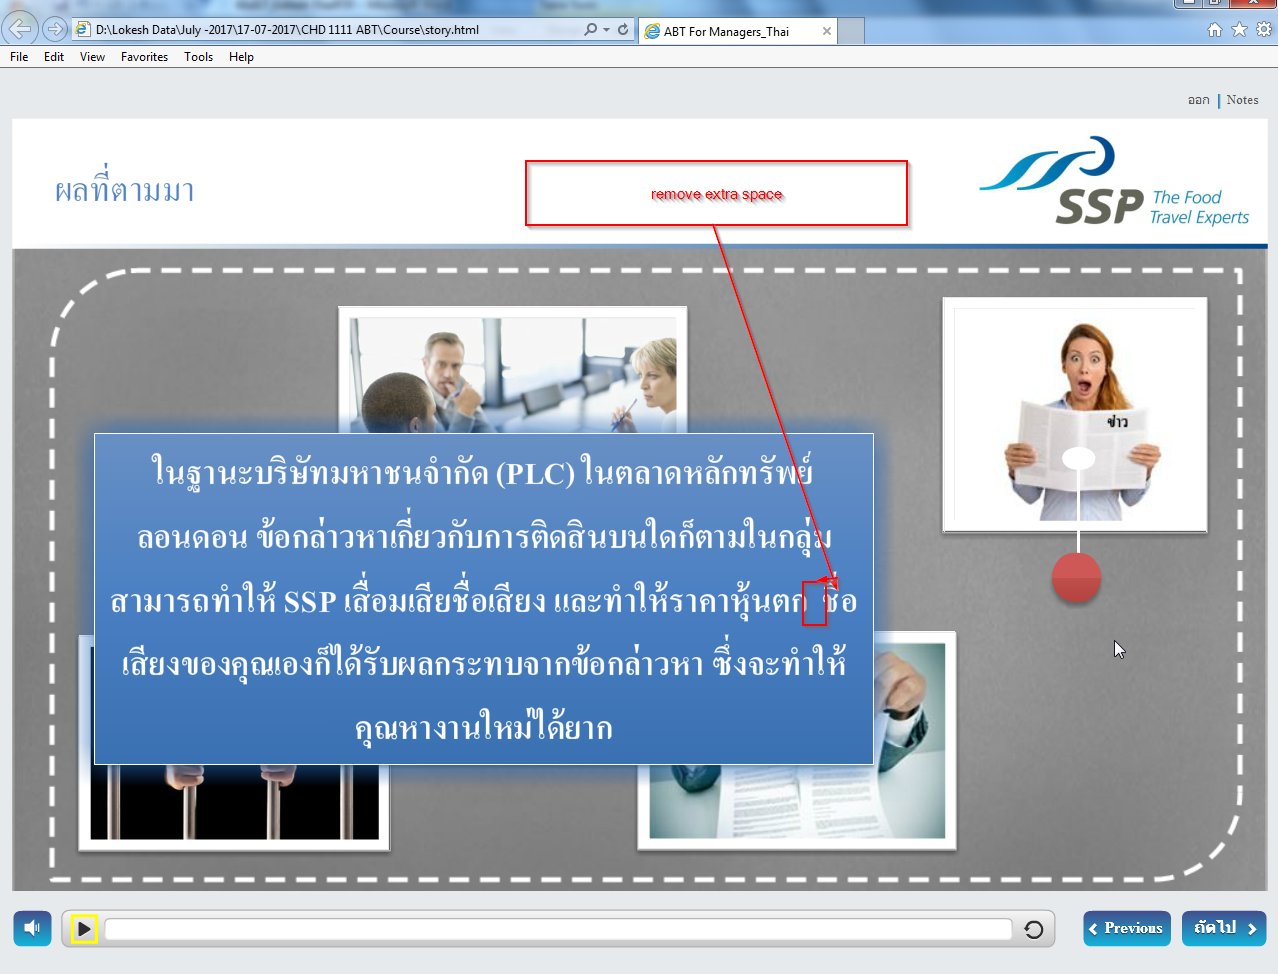 D:\Lokesh Data\July -2017\17-07-2017\CHD 1111 ABT\Course\story.html
ABT For Managers_Thai
File Edit View Favorites Tools Help
ออก | Notes
ผลที่ตามมา
remove extra space
SSP The Food
Travel Experts
ข่าว
ในฐานะบริษัทมหาชนจำกัด (PLC) ในตลาดหลักทรัพย์
ลอนดอน ข้อกล่าวหาเกี่ยวกับการติดสินบนใดก็ตามในกลุ่ม
สามารถทำให้ SSP เสื่อมเสียชื่อเสียง และทำให้ราคาหุ้นตก ชื่อ
เสียงของคุณเองก็ได้รับผลกระทบจากข้อกล่าวหา ซึ่งจะทำให้
คุณหางานใหม่ได้ยาก
Previous
ถัดไป